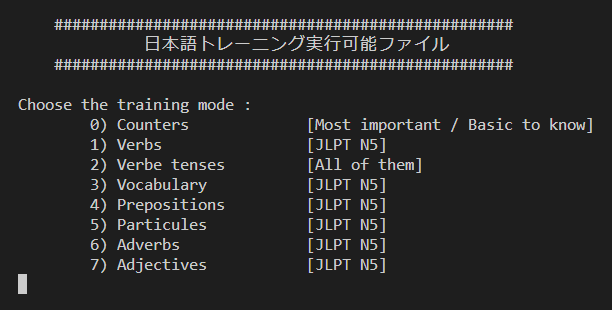 ###################################################
日本語トレーニング実行可能ファイル
###################################################
Choose the training mode :
0) Counters [Most important / Basic to know]
1) Verbs [JLPT N5]
2) Verbe tenses [All of them]
3) Vocabulary [JLPT N5]
4) Prepositions [JLPT N5]
5) Particules [JLPT N5]
6) Adverbs [JLPT N5]
7) Adjectives [JLPT N5]